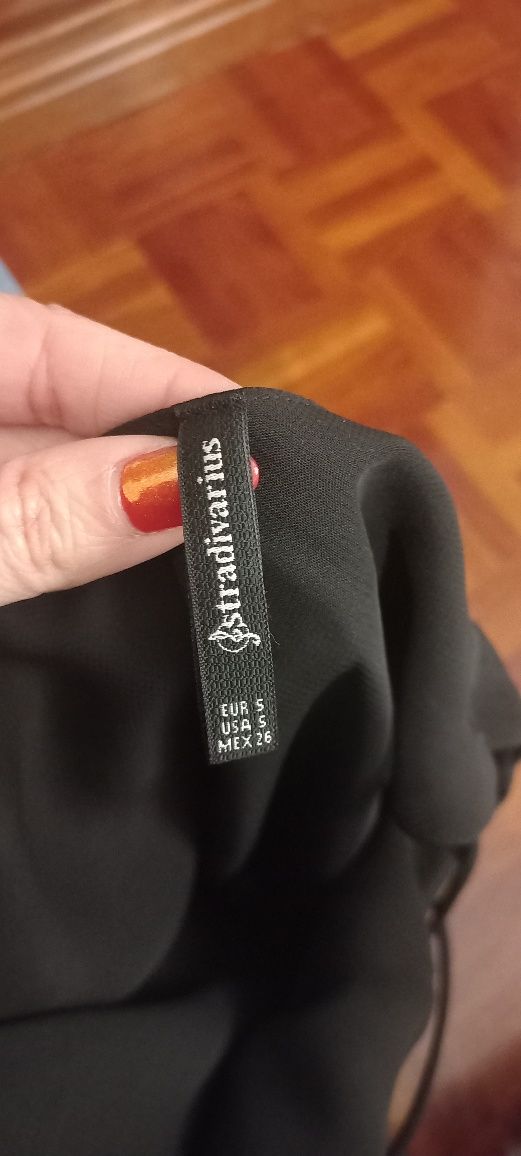 stradivarius
EUR S
USA S
MEX 26